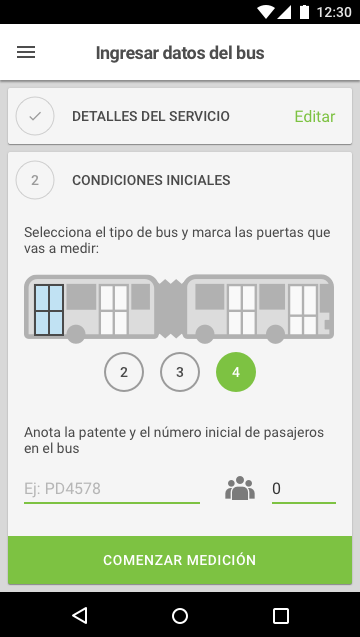 12:30
Ingresar datos del bus
DETALLES DEL SERVICIO Editar
2 CONDICIONES INICIALES
Selecciona el tipo de bus y marca las puertas que
vas a medir:
2 3 4
Anota la patente y el número inicial de pasajeros
en el bus
Ej: PD4578 0
COMENZAR MEDICIÓN